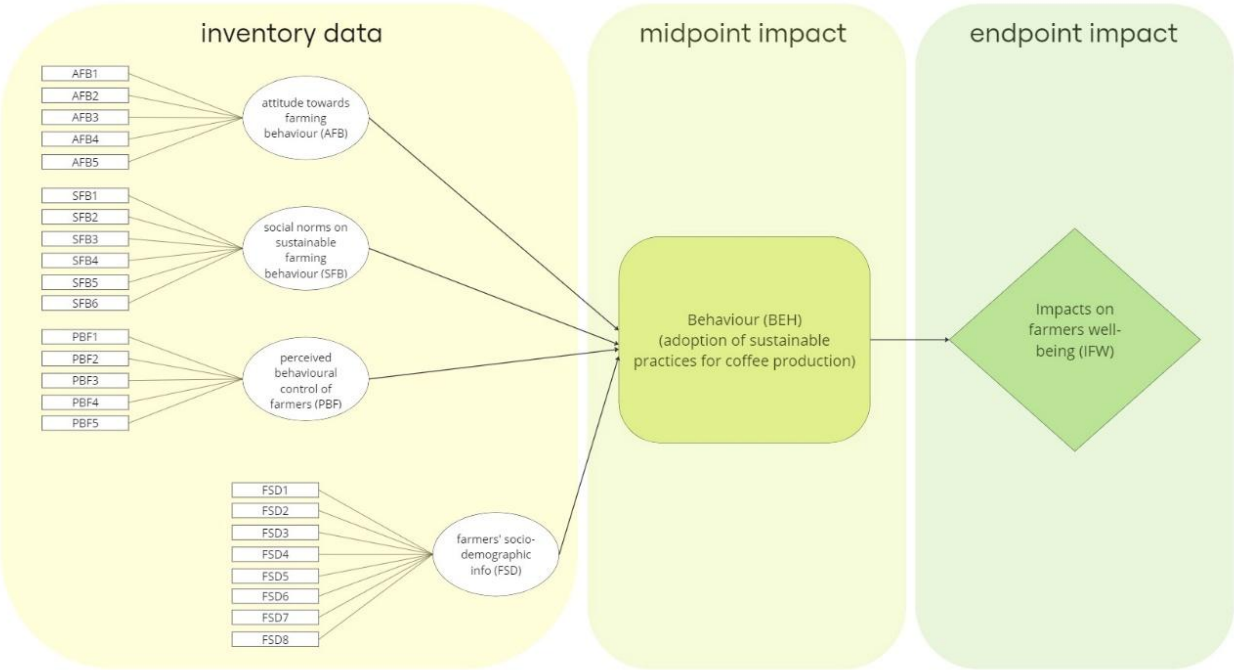 inventory data
midpoint impact
endpoint impact
AFB1
AFB2
AFB3
AFB4
AFB5
attitude towards
farming
behaviour (AFB)
SFB1
SFB2
SFB3
SFB4
SFB5
SFB6
social norms on
sustainable
farming
behaviour (SFB)
PBF1
PBF2
PBF3
PBF4
PBF5
perceived
behavioural
control of
farmers (PBF)
FSD1
FSD2
FSD3
FSD4
FSD5
FSD6
FSD7
FSD8
farmers' socio-
demographic
info (FSD)
Behaviour (BEH)
(adoption of sustainable
practices for coffee production)
Impacts on
farmers well-
being (IFW)